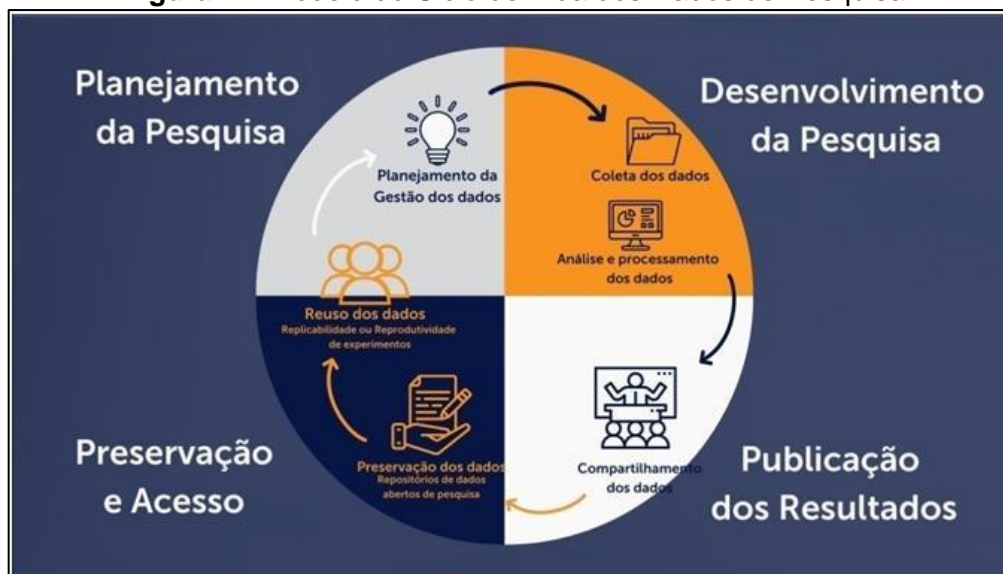 Planejamento
da Pesquisa
Desenvolvimento
da Pesquisa
Planejamento da
Gestão dos dados
Coleta dos dados
Análise e processamento
dos dados
Reuso dos dados
Replicabilidade ou Reprodutividade
de experimentos
Preservação dos dados
Repositórios de dados
abertos de pesquisa
Compartilhamento
dos dados
Preservação
e Acesso
Publicação
dos Resultados